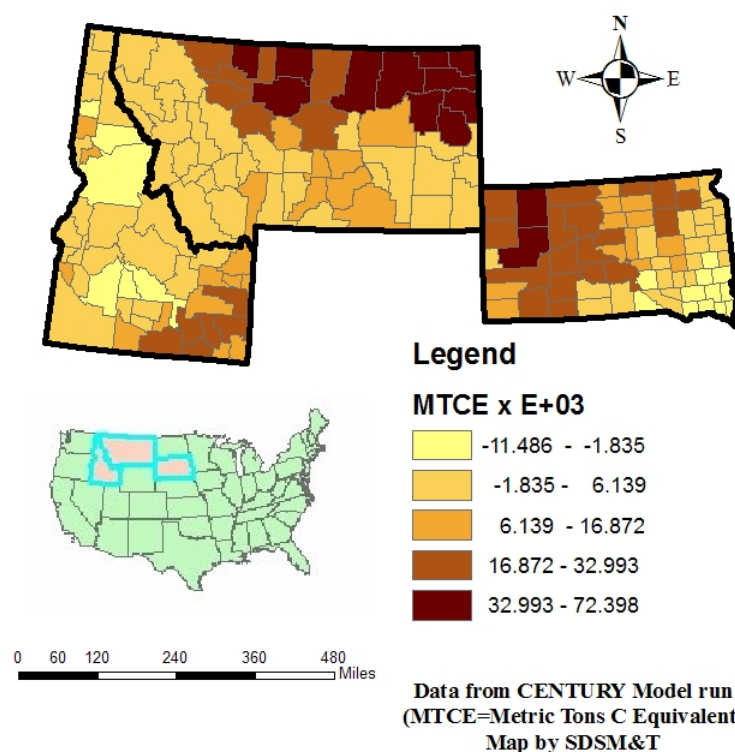 N
W E
S
Legend
MTCE x E+03
-11.486 - -1.835
-1.835 - 6.139
6.139 - 16.872
16.872 - 32.993
32.993 - 72.398
0 60 120 240 360 480
Miles
Data from CENTURY Model run
(MTCE=Metric Tons C Equivalent
Map by SDSM&T